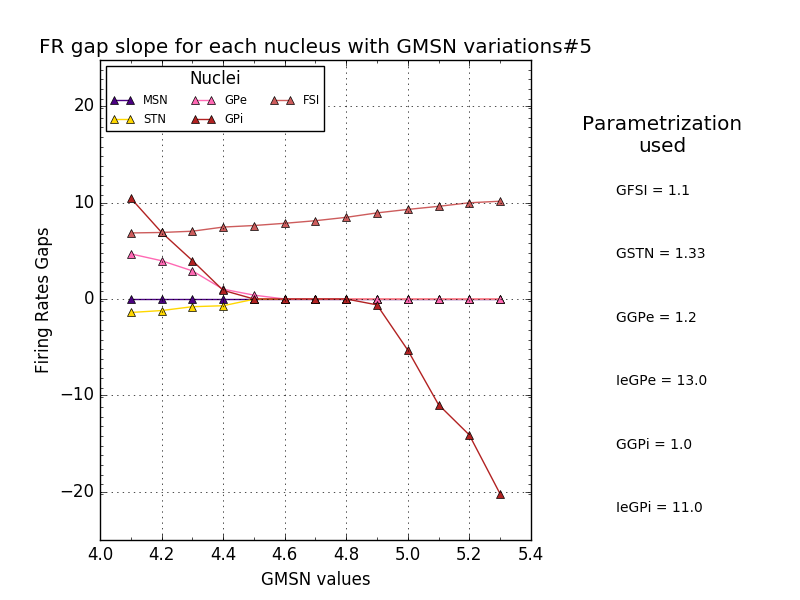 FR gap slope for each nucleus with GMSN variations#5
Nuclei
MSN GPe FSI
STN GPi
20
10
0
−10
−20
Firing Rates Gaps
4.0 4.2 4.4 4.6 4.8 5.0 5.2 5.4
GMSN values
Parametrization
used
GFSI = 1.1
GSTN = 1.33
GGPe = 1.2
IeGPe = 13.0
GGPi = 1.0
IeGPi = 11.0